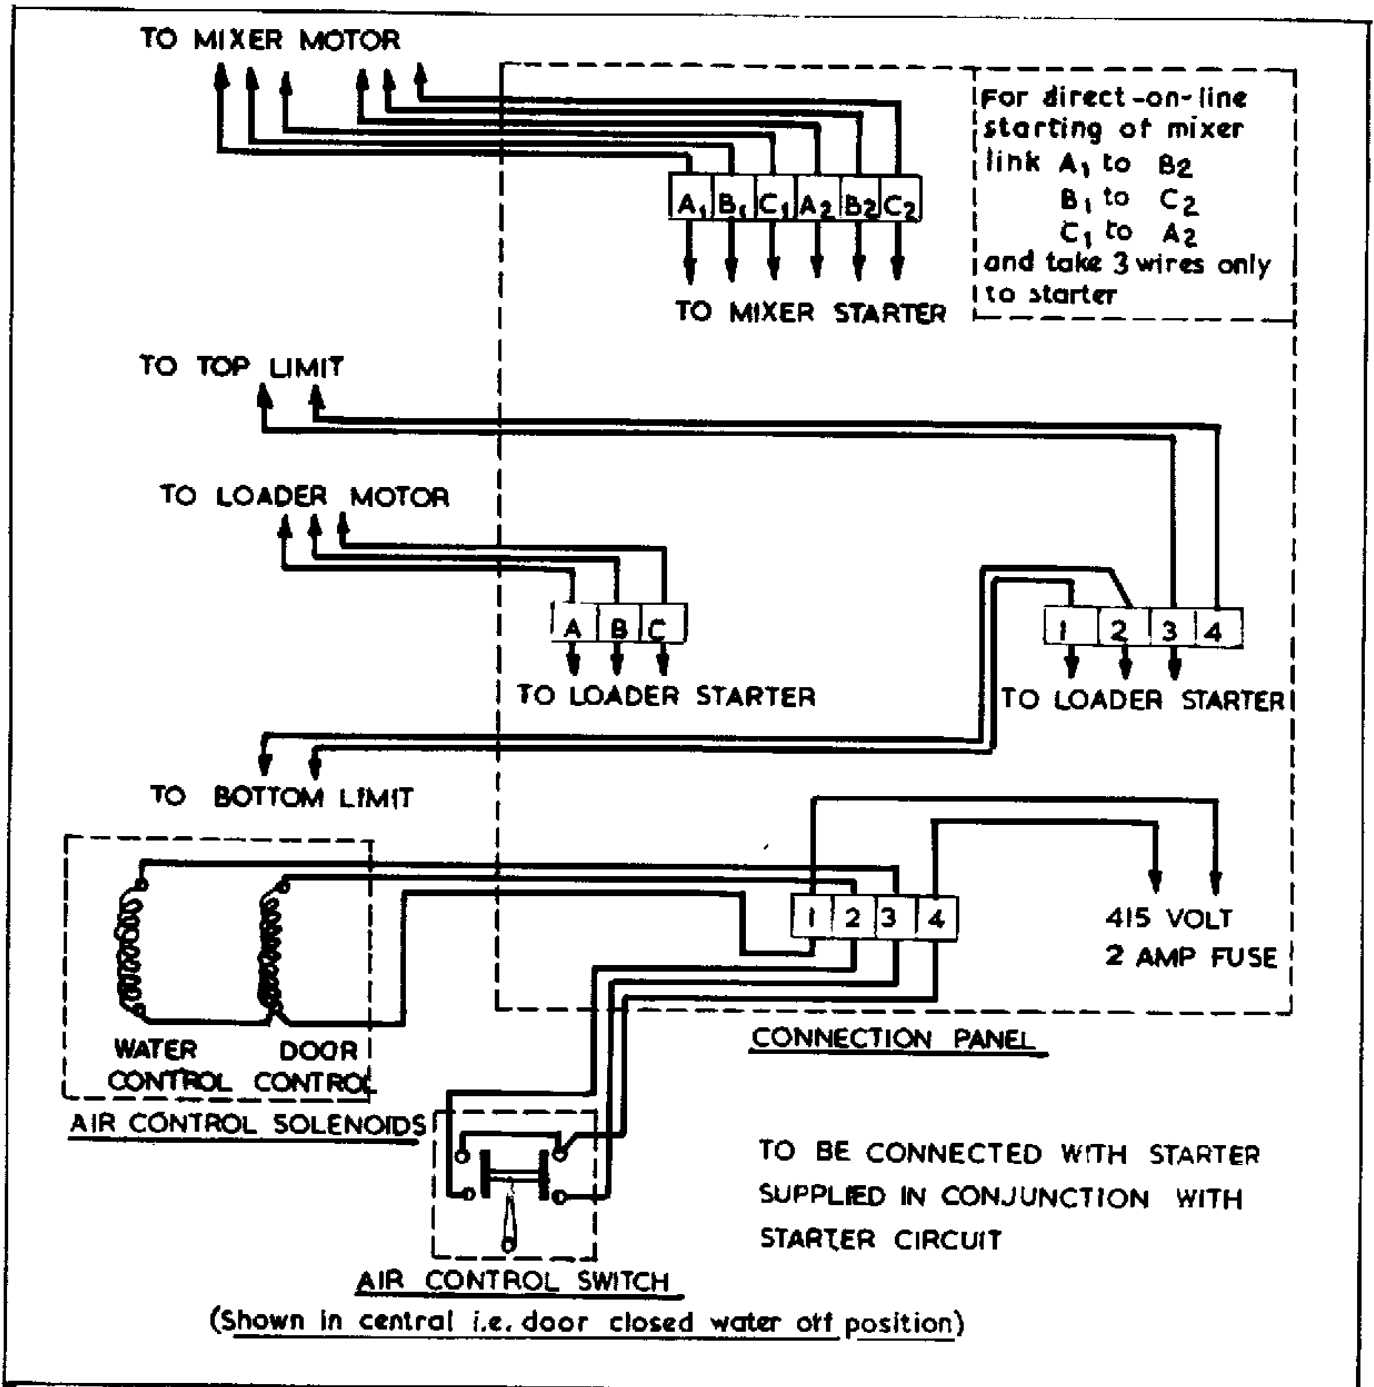 TO MIXER MOTOR
For direct-on-line
starting of mixer
link A1 to B2
B1 to C2
C1 to A2
and take 3 wires only
to starter
A1 B1 C1 A2 B2 C2
TO MIXER STARTER
TO TOP LIMIT
TO LOADER MOTOR
A B C
1 2 3 4
TO LOADER STARTER
TO LOADER STARTER
TO BOTTOM LIMIT
1 2 3 4
415 VOLT
2 AMP FUSE
CONNECTION PANEL
WATER CONTROL
DOOR CONTROL
AIR CONTROL SOLENOIDS
TO BE CONNECTED WITH STARTER
SUPPLIED IN CONJUNCTION WITH
STARTER CIRCUIT
AIR CONTROL SWITCH
(Shown in central i.e. door closed water off position)